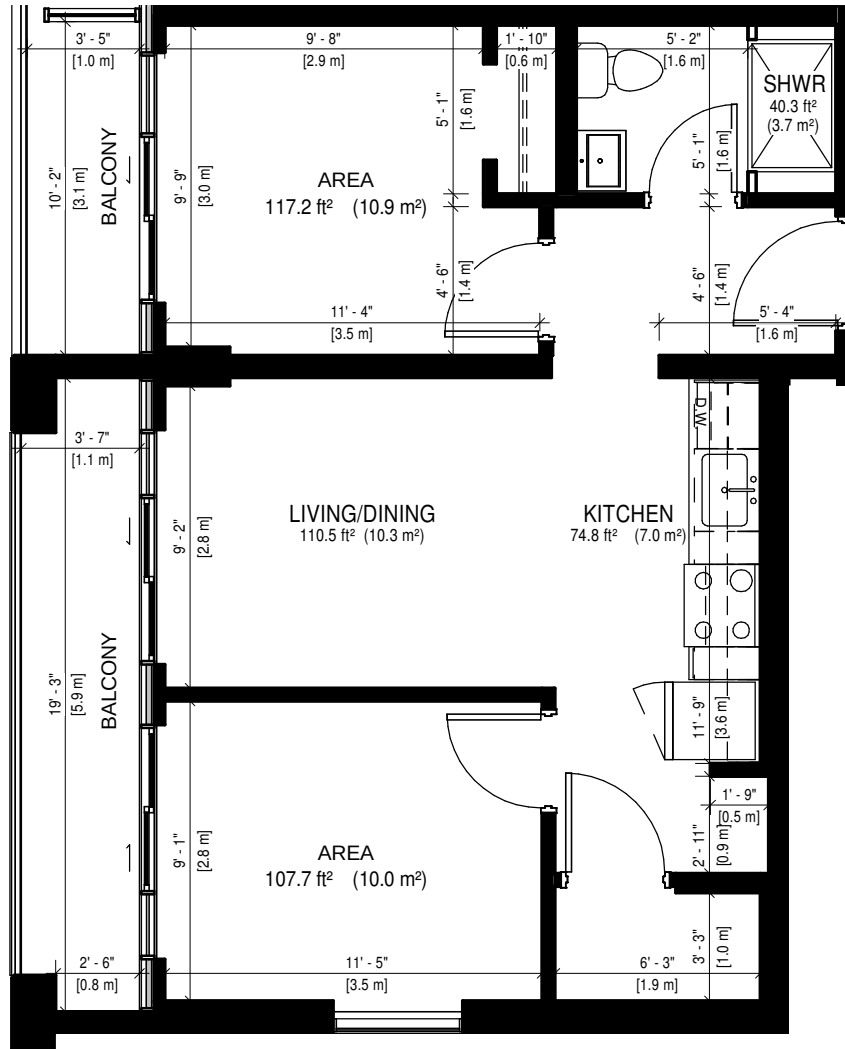 3' - 5"
[1.0 m]
9' - 8"
[2.9 m]
1' - 10"
[0.6 m]
5' - 2"
[1.6 m]
SHWR
40.3 ft²
(3.7 m²)
5' - 1"
[1.6 m]
5' - 1"
[1.6 m]
10' - 2"
[3.1 m]
BALCONY
9' - 9"
[3.0 m]
AREA
117.2 ft² (10.9 m²)
4' - 6"
[1.4 m]
4' - 6"
[1.4 m]
11' - 4"
[3.5 m]
5' - 4"
[1.6 m]
D.W
3' - 7"
[1.1 m]
9' - 2"
[2.8 m]
LIVING/DINING
110.5 ft² (10.3 m²)
KITCHEN
74.8 ft² (7.0 m²)
19' - 3"
[5.9 m]
BALCONY
11' - 9"
[3.6 m]
1' - 9"
[0.5 m]
2' - 11"
[0.9 m]
9' - 1"
[2.8 m]
AREA
107.7 ft² (10.0 m²)
3' - 3"
[1.0 m]
2' - 6"
[0.8 m]
11' - 5"
[3.5 m]
6' - 3"
[1.9 m]